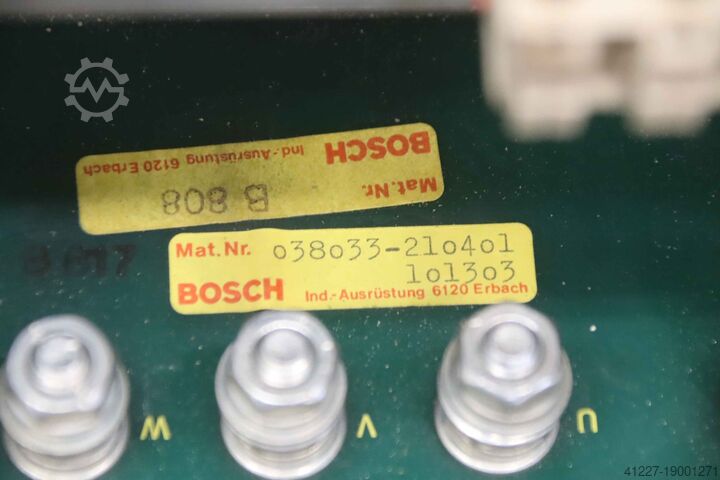 BOSCH
Ind.-Ausrüstung 6120 Erbach
Mat.Nr.
B 808
Mat.Nr. 038033-210401
101303
BOSCH Ind.-Ausrüstung 6120 Erbach
W V U
41227-19001271